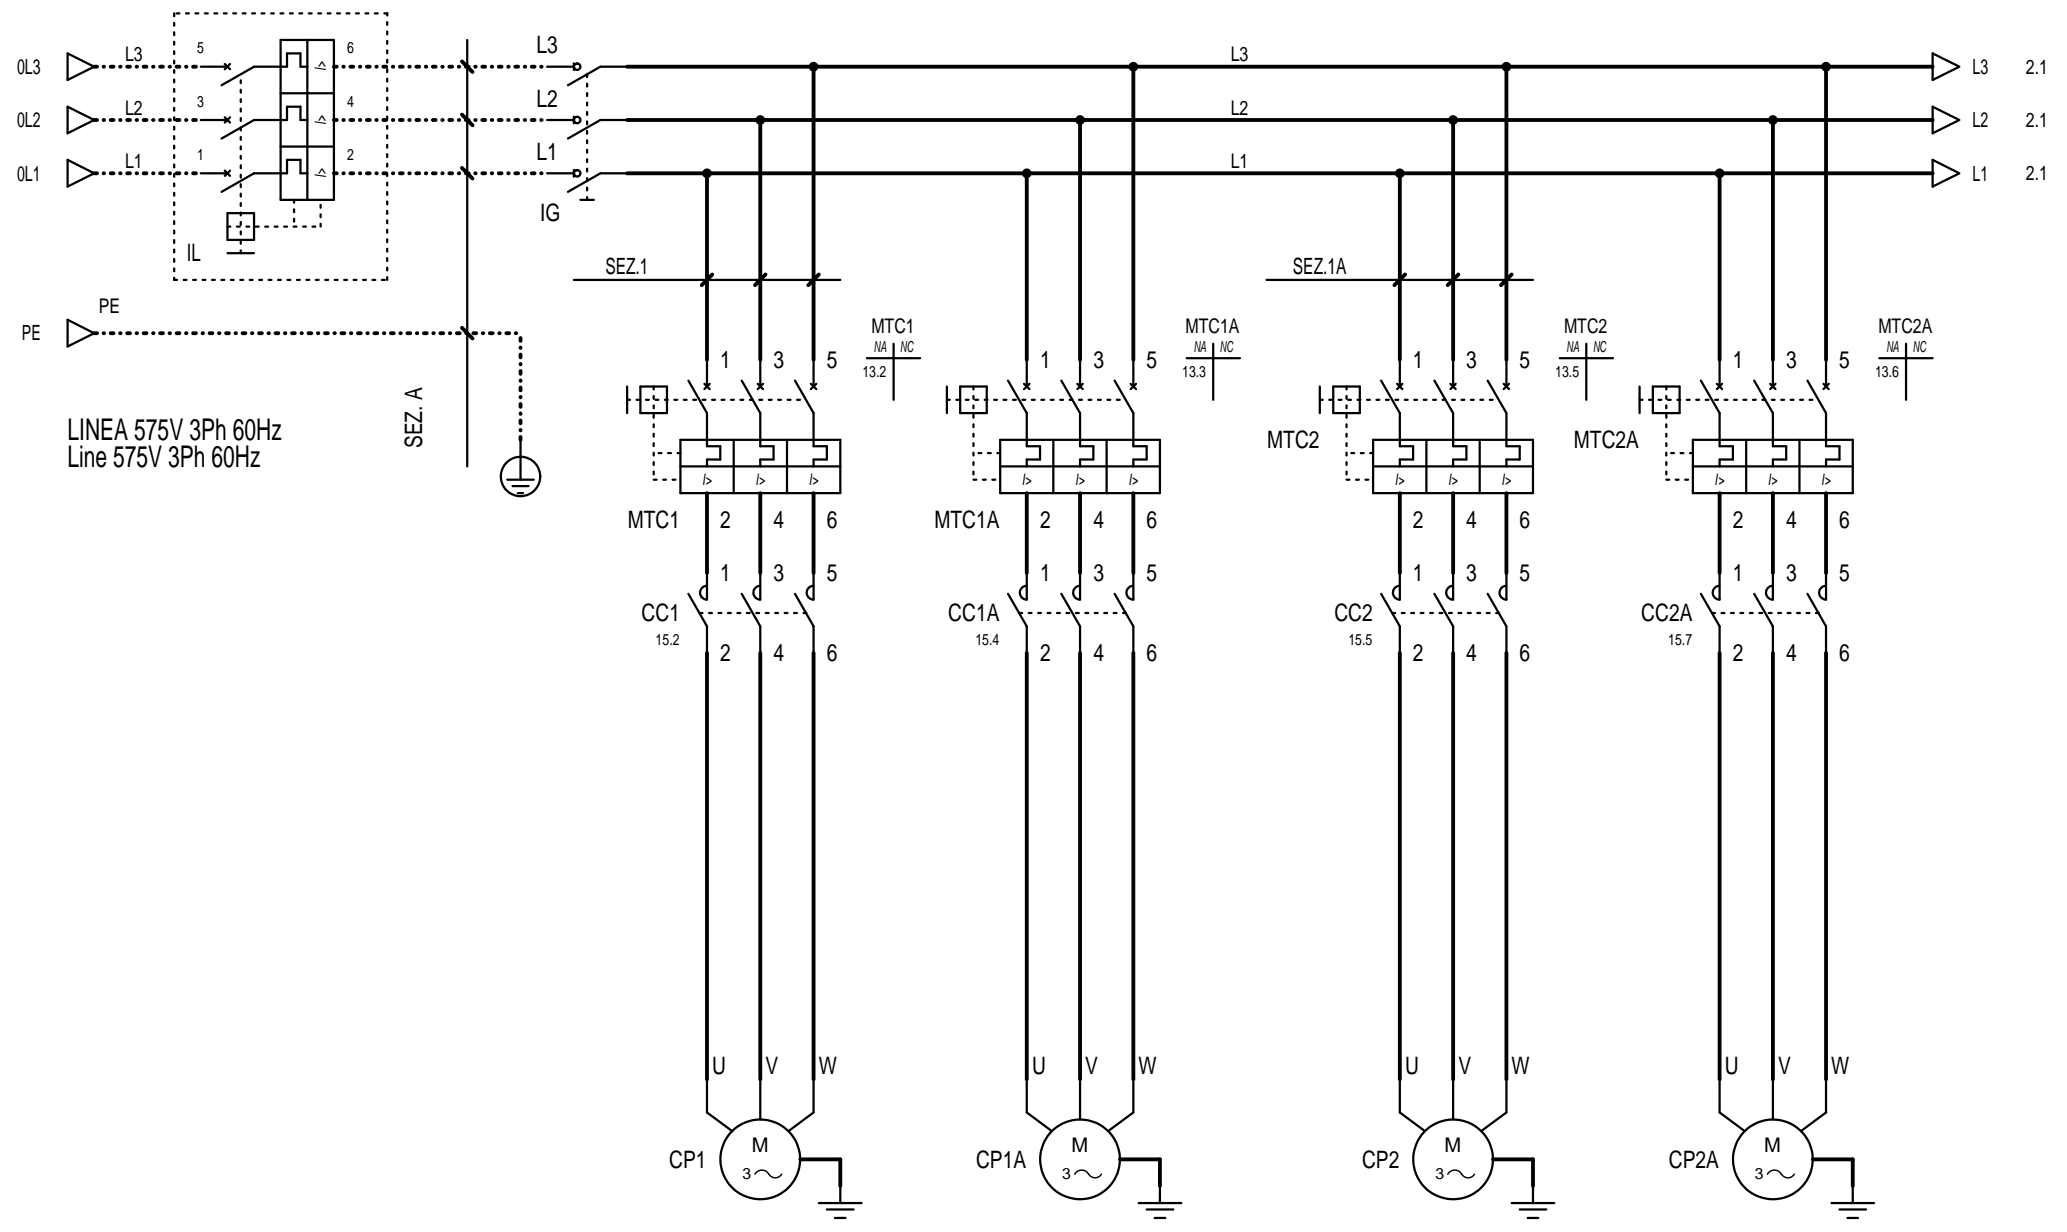 0L3 L3 5 6 L3 L3 L3 2.1
0L2 L2 3 4 L2 L2 L2 2.1
0L1 L1 1 2 L1 L1 L1 2.1
IL IG
SEZ.1 SEZ.1A
PE PE
SEZ. A
LINEA 575V 3Ph 60Hz
Line 575V 3Ph 60Hz
MTC1 MTC1A MTC2 MTC2A
NA NC NA NC NA NC NA NC
13.2 13.3 13.5 13.6
1 3 5 1 3 5 1 3 5 1 3 5
MTC2 MTC2A
I> I> I> I> I> I> I> I> I> I> I> I>
MTC1 2 4 6 MTC1A 2 4 6 2 4 6 2 4 6
1 3 5 1 3 5 1 3 5 1 3 5
CC1 CC1A CC2 CC2A
15.2 15.4 15.5 15.7
2 4 6 2 4 6 2 4 6 2 4 6
U V W U V W U V W U V W
CP1 M 3~ CP1A M 3~ CP2 M 3~ CP2A M 3~